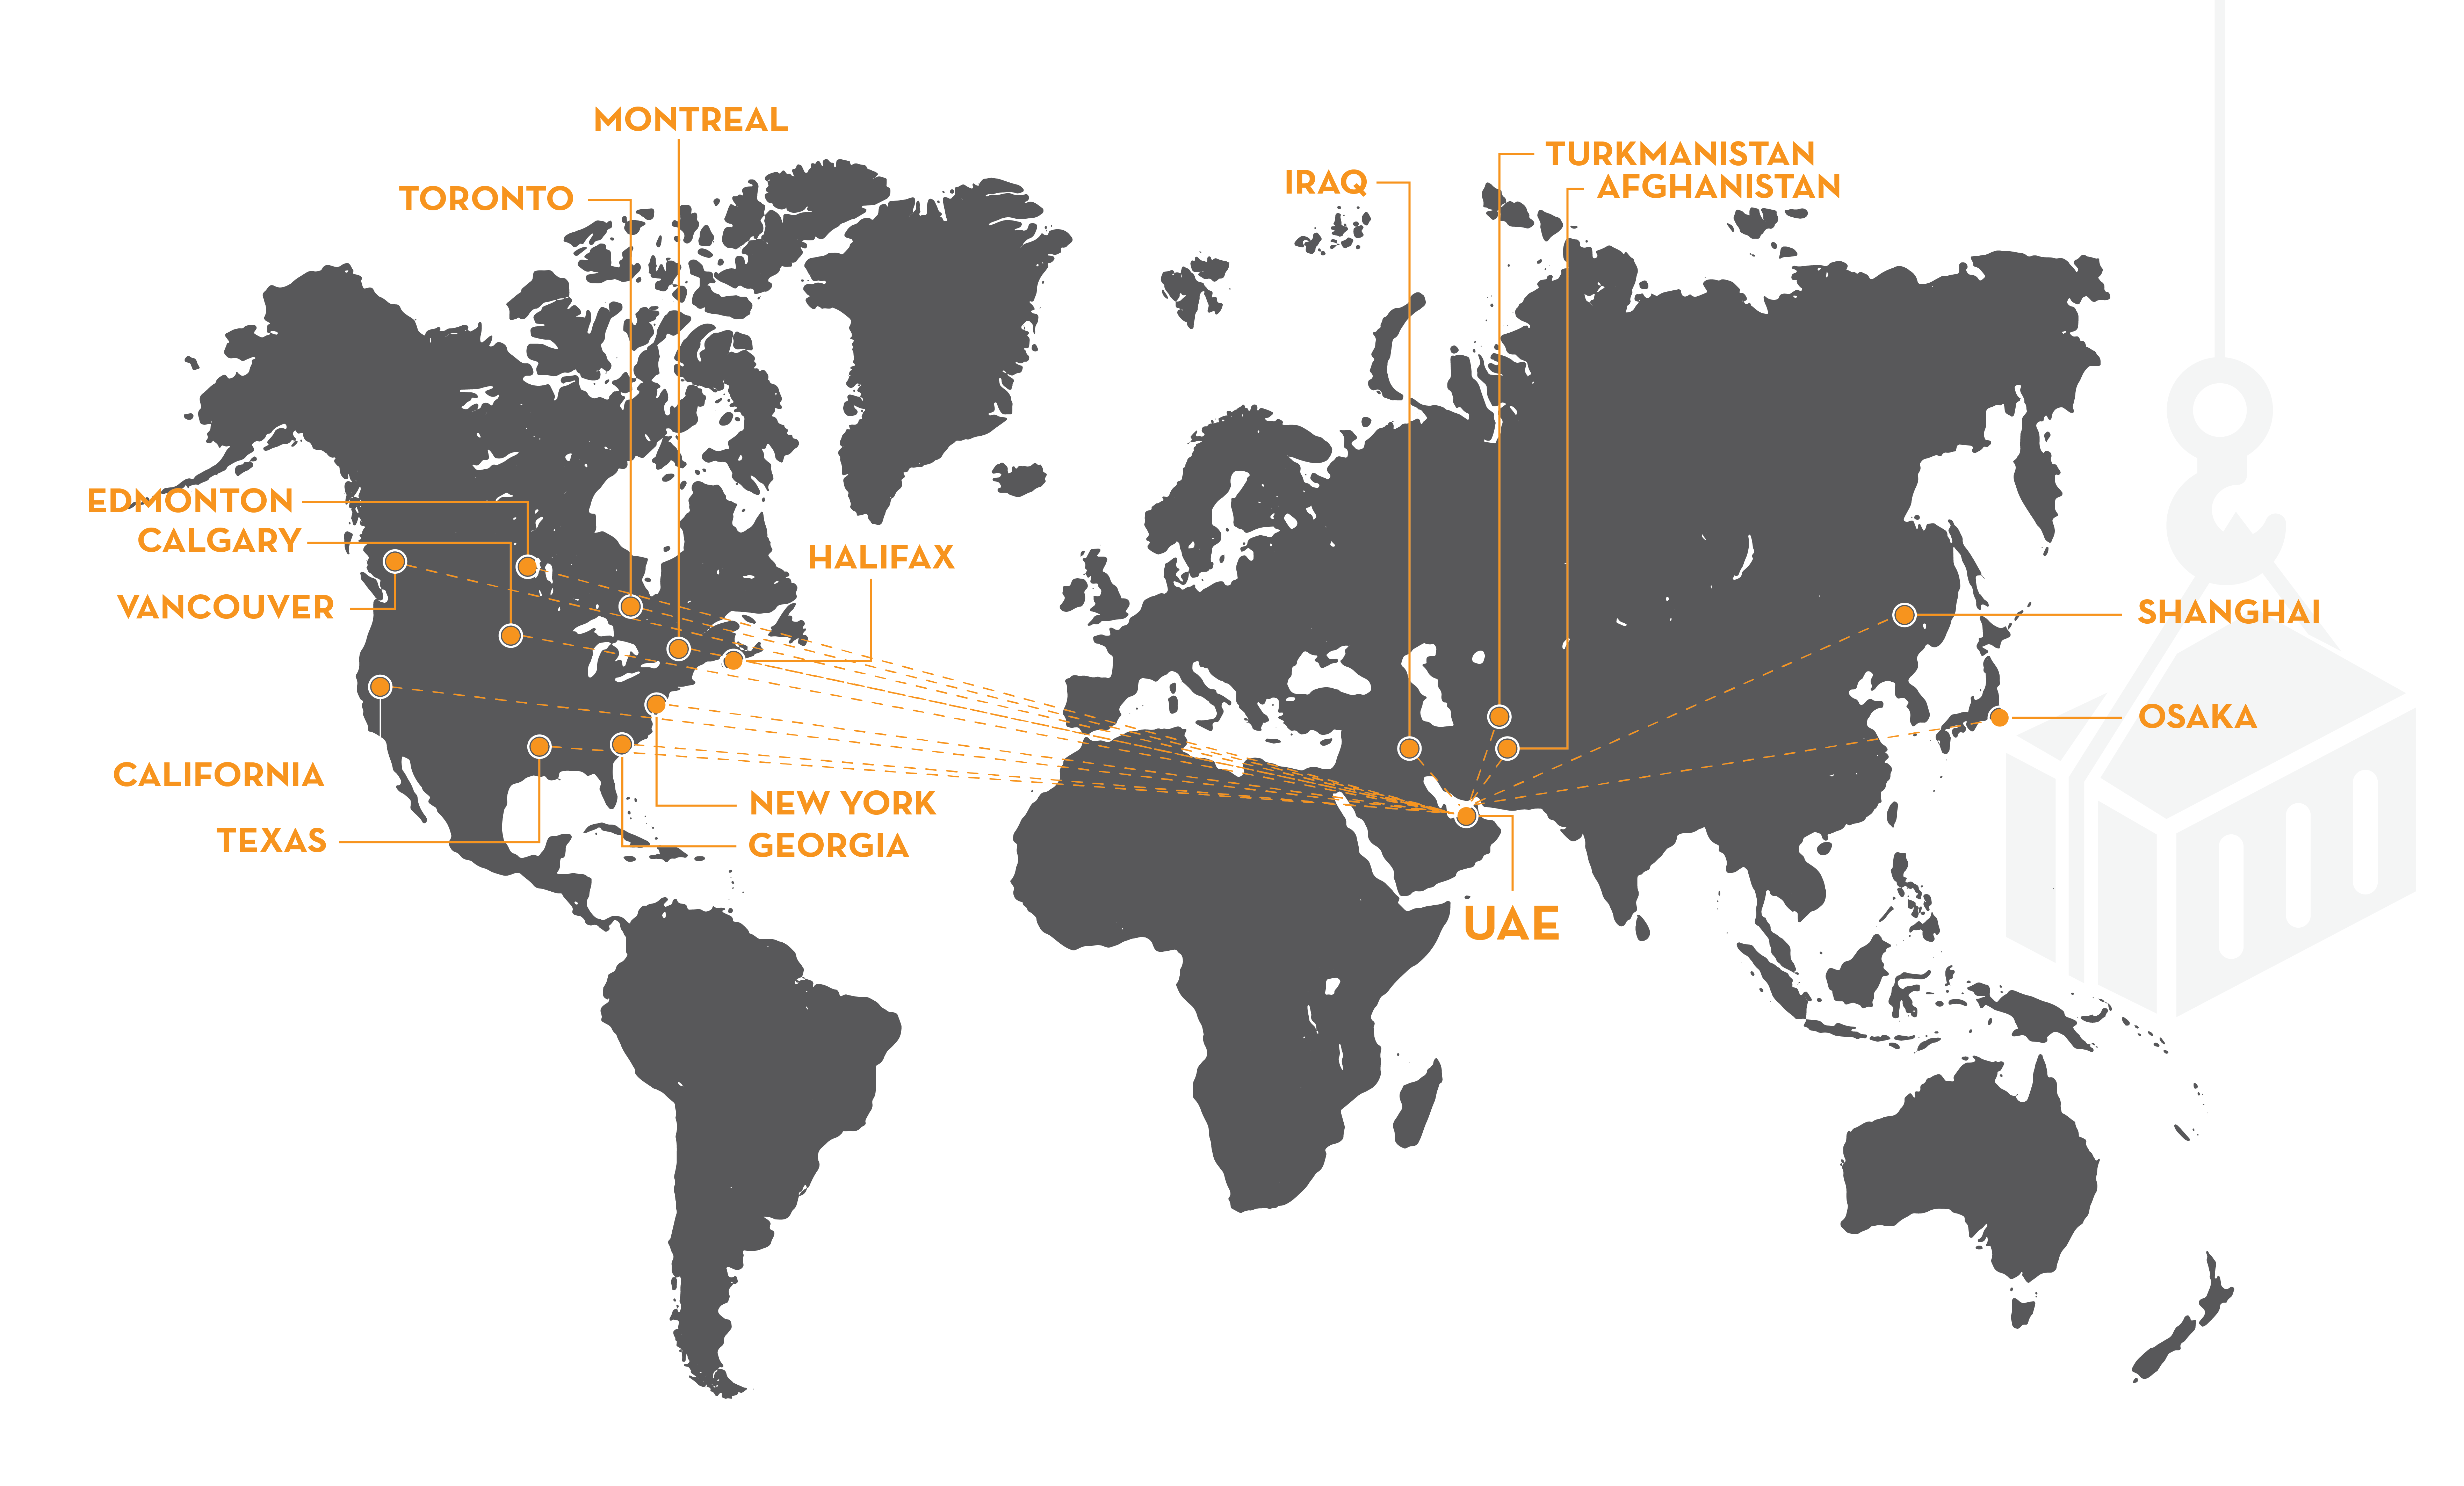 MONTREAL
TORONTO
IRAQ
TURKMANISTAN
AFGHANISTAN
EDMONTON
CALGARY
HALIFAX
VANCOUVER
SHANGHAI
OSAKA
CALIFORNIA
NEW YORK
TEXAS
GEORGIA
UAE